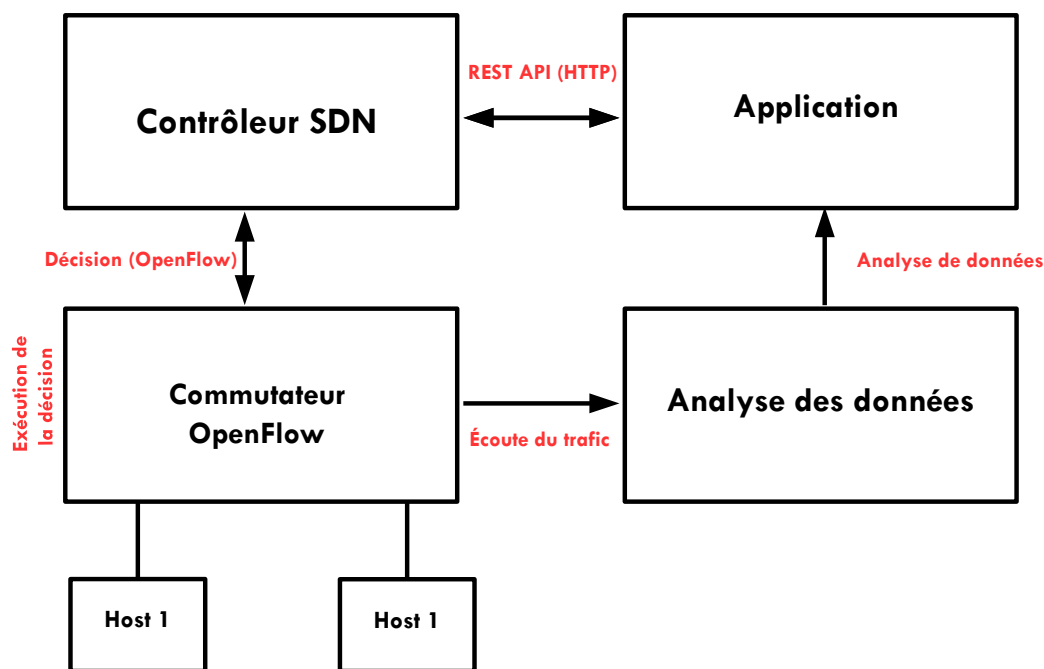 REST API (HTTP)
Contrôleur SDN
Application
Décision (OpenFlow)
Analyse de données
Exécution de
la décision
Commutateur
OpenFlow
Écoute du trafic
Analyse des données
Host 1
Host 1